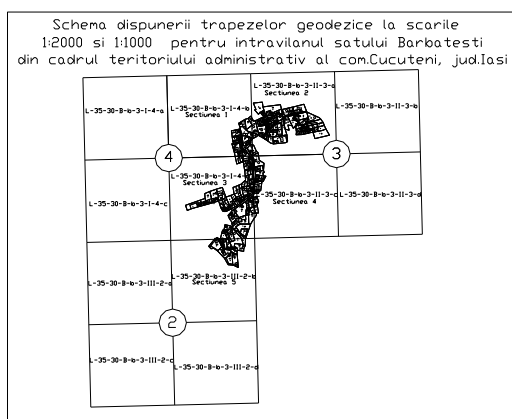 Schema dispunerii trapezelor geodezice la scarile
1:2000 si 1:1000 pentru intravilanul satului Barbatesti
din cadrul teritoriului administrativ al com.Cucuteni, jud.Iasi
L-35-30-B-b-3-II-3-a
Sectiunea 2
L-35-30-B-b-3-I-4-a
L-35-30-B-b-3-I-4-b
Sectiunea 1
L-35-30-B-b-3-II-3-b
4
3
L-35-30-B-b-3-I-4-
Sectiunea 3
L-35-30-B-b-3-I-4-c
L-35-30-B-b-3-II-3-c
Sectiunea 4
L-35-30-B-b-3-II-3-d
L-35-30-B-b-3-III-2-a
L-35-30-B-b-3-III-2-b
Sectiunea 5
2
L-35-30-B-b-3-III-2-c
L-35-30-B-b-3-III-2-d